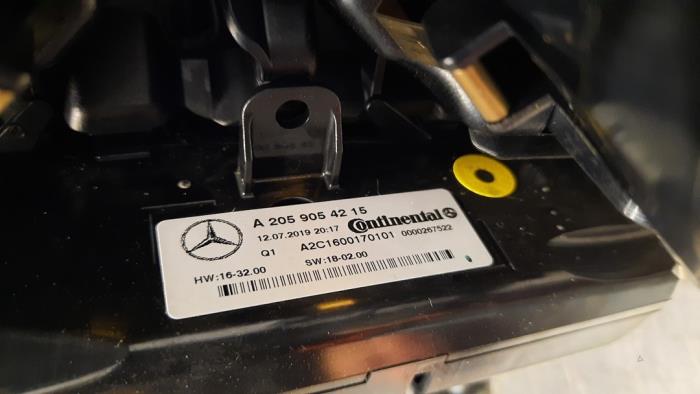 A 205 905 42 15
12.07.2019 20:17 Continental
Q1 A2C1600170101 0000267522
HW:16-32.00 SW:18-02.00